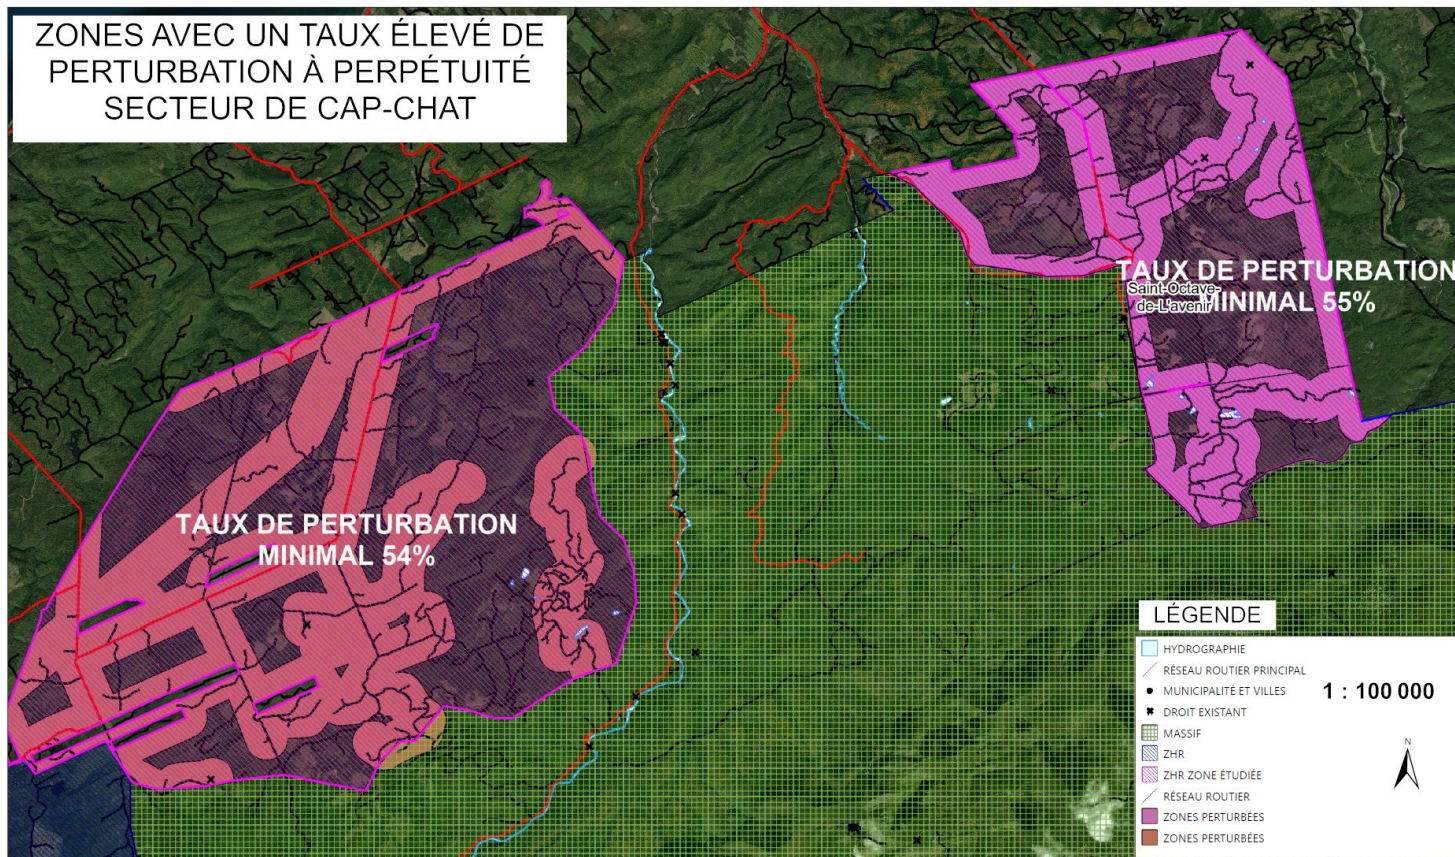 ZONES AVEC UN TAUX ÉLEVÉ DE
PERTURBATION À PERPÉTUITÉ
SECTEUR DE CAP-CHAT
TAUX DE PERTURBATION
MINIMAL 55%
Saint-Octave-
de-L'avenir
TAUX DE PERTURBATION
MINIMAL 54%
LÉGENDE
HYDROGRAPHIE
RÉSEAU ROUTIER PRINCIPAL
MUNICIPALITÉ ET VILLES
DROIT EXISTANT
MASSIF
ZHR
ZHR ZONE ÉTUDIÉE
RÉSEAU ROUTIER
ZONES PERTURBÉES
ZONES PERTURBÉES
1 : 100 000
N